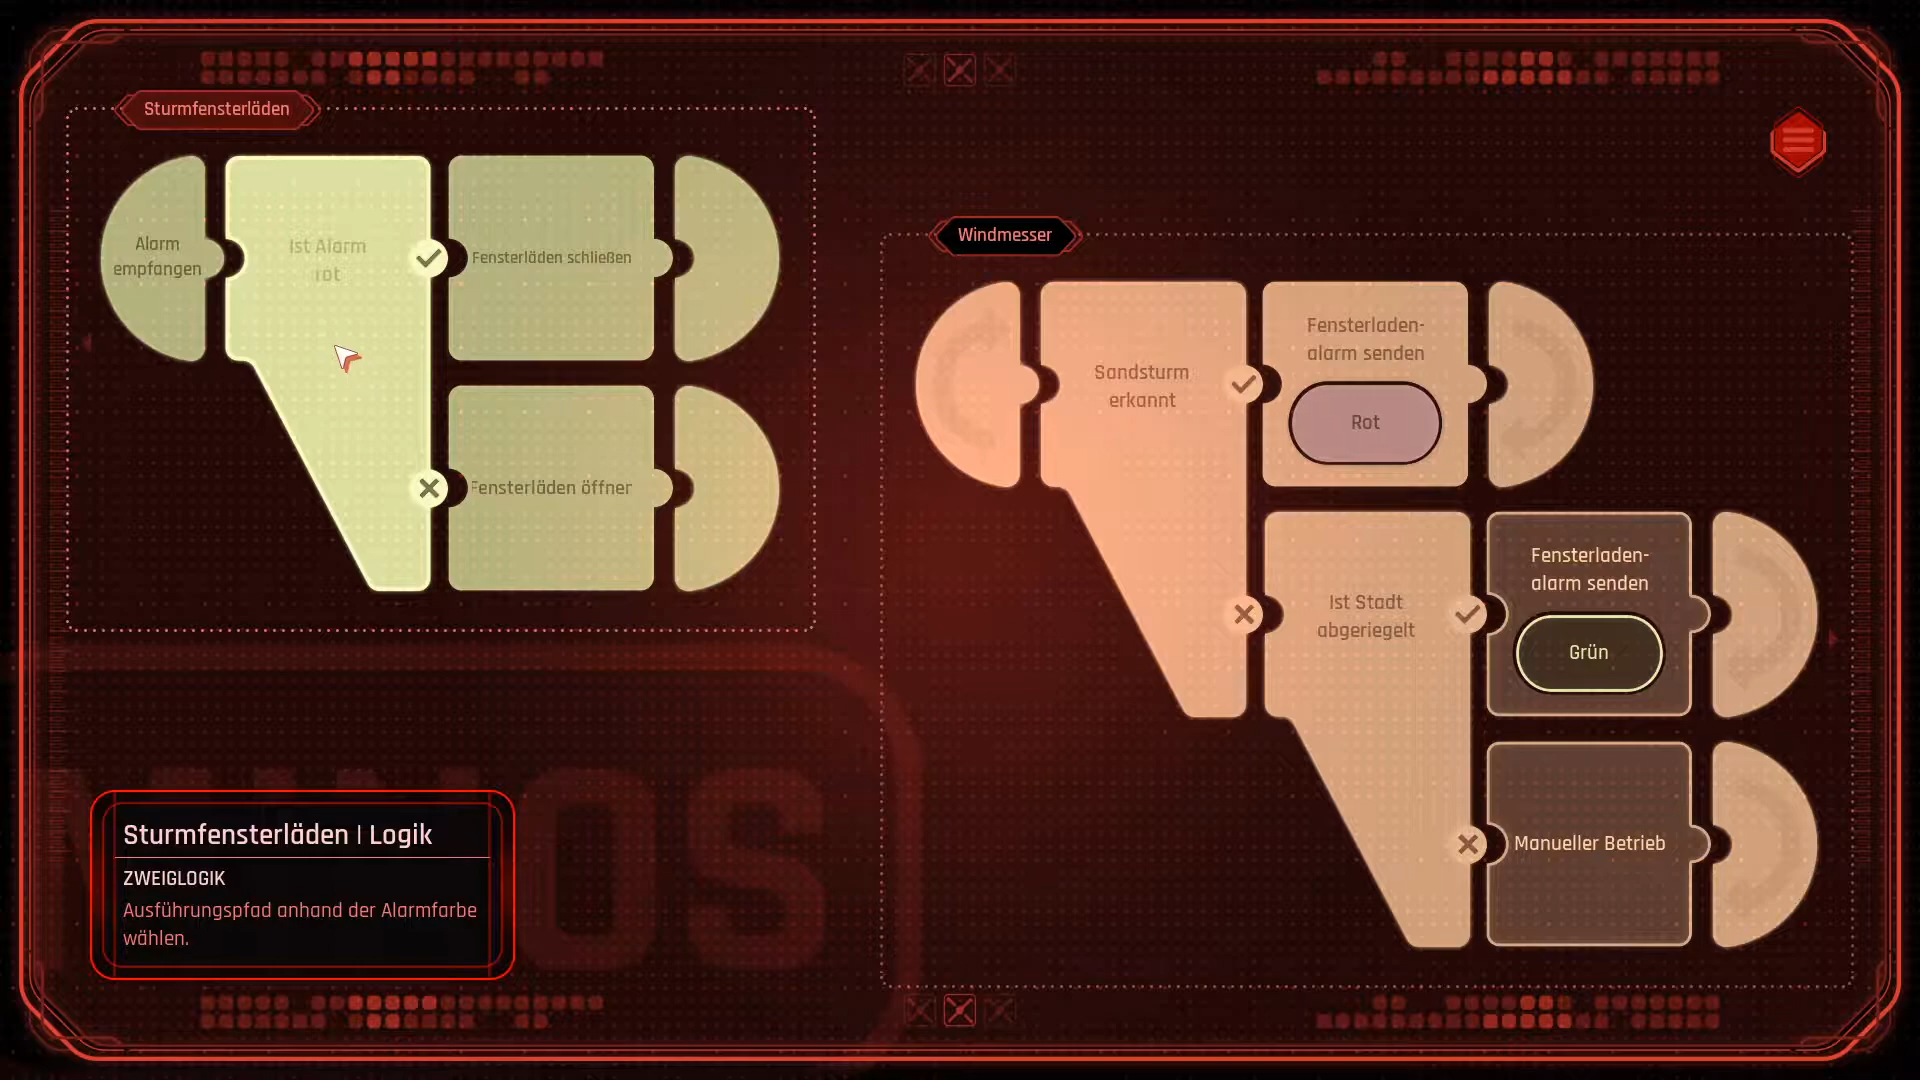 Sturmfensterläden
Alarm
empfangen
Ist Alarm
rot
Fensterläden schließen
Fensterläden öffner
Windmesser
Sandsturm
erkannt
Fensterladen-
alarm senden
Rot
Ist Stadt
abgeriegelt
Fensterladen-
alarm senden
Grün
Manueller Betrieb
Sturmfensterläden | Logik
ZWEIGLOGIK
Ausführungspfad anhand der Alarmfarbe
wählen.
OS